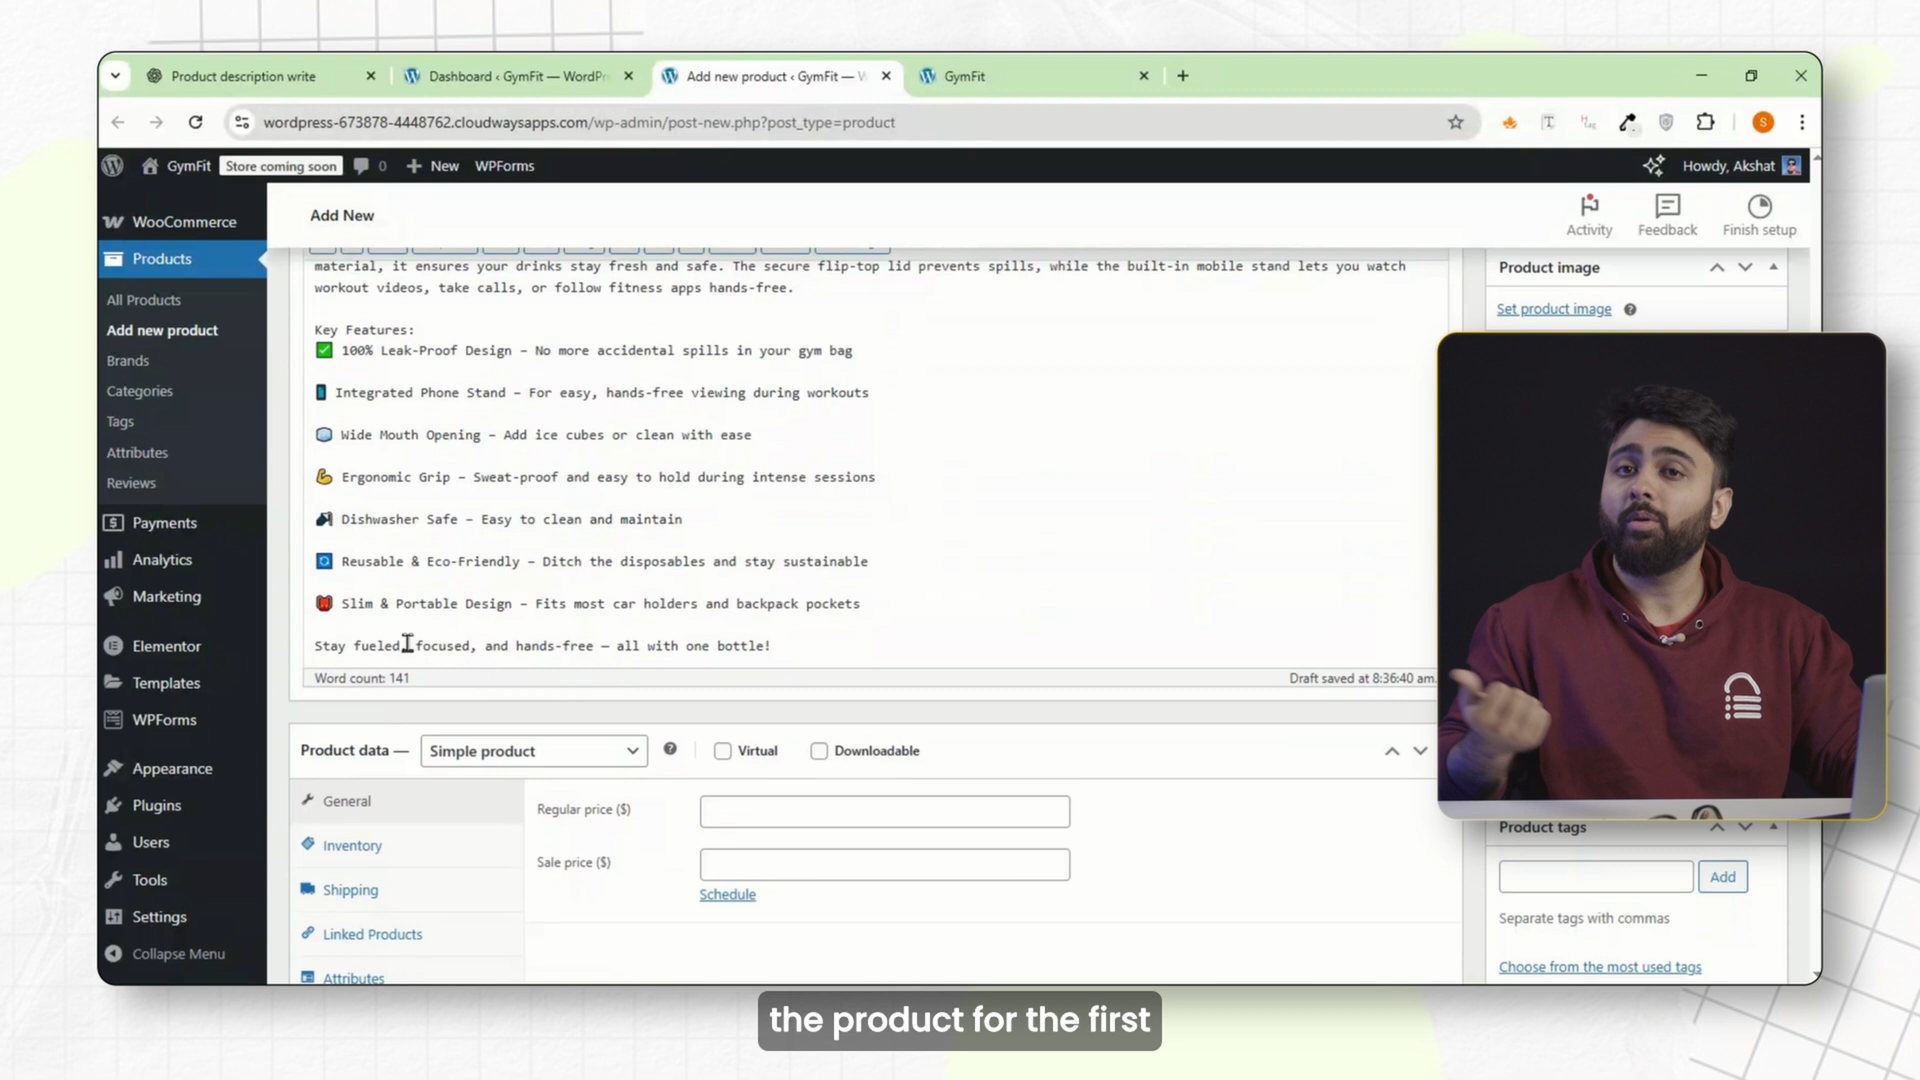 Product description write
Dashboard ‹ GymFit — WordPr
Add new product ‹ GymFit — W
GymFit
wordpress-673878-4448762.cloudwaysapps.com/wp-admin/post-new.php?post_type=product
S
GymFit
Store coming soon
0
New
WPForms
Howdy, Akshat
WooCommerce
Products
All Products
Add new product
Brands
Categories
Tags
Attributes
Reviews
Payments
Analytics
Marketing
Elementor
Templates
WPForms
Appearance
Plugins
Users
Tools
Settings
Collapse Menu
Add New
Activity
Feedback
Finish setup
material, it ensures your drinks stay fresh and safe. The secure flip-top lid prevents spills, while the built-in mobile stand lets you watch
workout videos, take calls, or follow fitness apps hands-free.
Key Features:
✅ 100% Leak-Proof Design – No more accidental spills in your gym bag
📱 Integrated Phone Stand – For easy, hands-free viewing during workouts
🧊 Wide Mouth Opening – Add ice cubes or clean with ease
💪 Ergonomic Grip – Sweat-proof and easy to hold during intense sessions
Dishwasher Safe – Easy to clean and maintain
🔄 Reusable & Eco-Friendly – Ditch the disposables and stay sustainable
🎒 Slim & Portable Design – Fits most car holders and backpack pockets
Stay fueled, focused, and hands-free — all with one bottle!
Word count: 141
Draft saved at 8:36:40 am.
Product data —
Simple product
Virtual
Downloadable
General
Inventory
Shipping
Linked Products
Attributes
Regular price ($)
Sale price ($)
Schedule
Product image
Set product image
Product tags
Add
Separate tags with commas
Choose from the most used tags
the product for the first